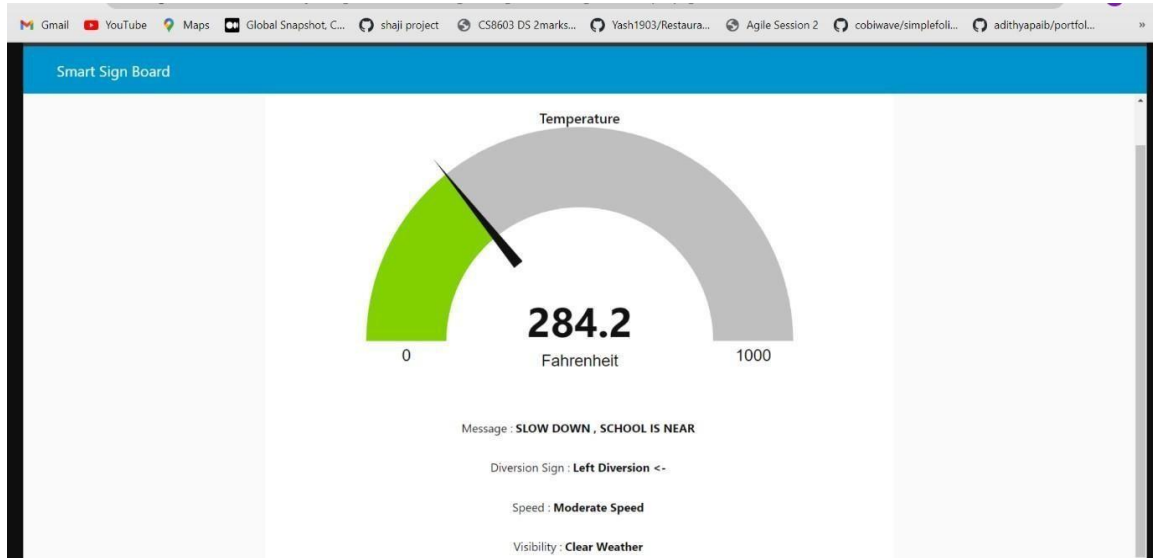 Gmail YouTube Maps Global Snapshot, C... shaji project CS8603 DS 2marks... Yash1903/Restaura... Agile Session 2 cobiwave/simplefoli... adithyapaib/portfol... »
Smart Sign Board
Temperature
284.2
0 Fahrenheit 1000
Message : SLOW DOWN , SCHOOL IS NEAR
Diversion Sign : Left Diversion <-
Speed : Moderate Speed
Visibility : Clear Weather